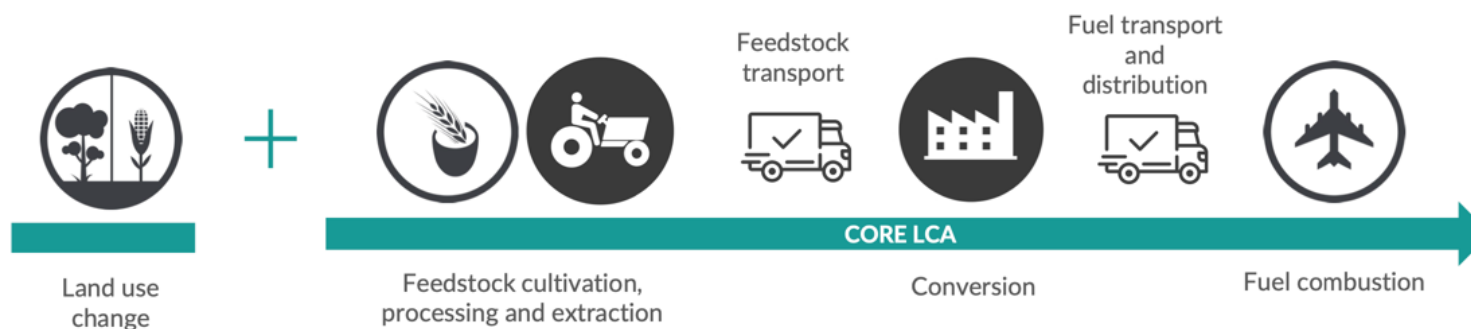 Feedstock
transport
Fuel transport
and
distribution
CORE LCA
Land use
change
Feedstock cultivation,
processing and extraction
Conversion
Fuel combustion